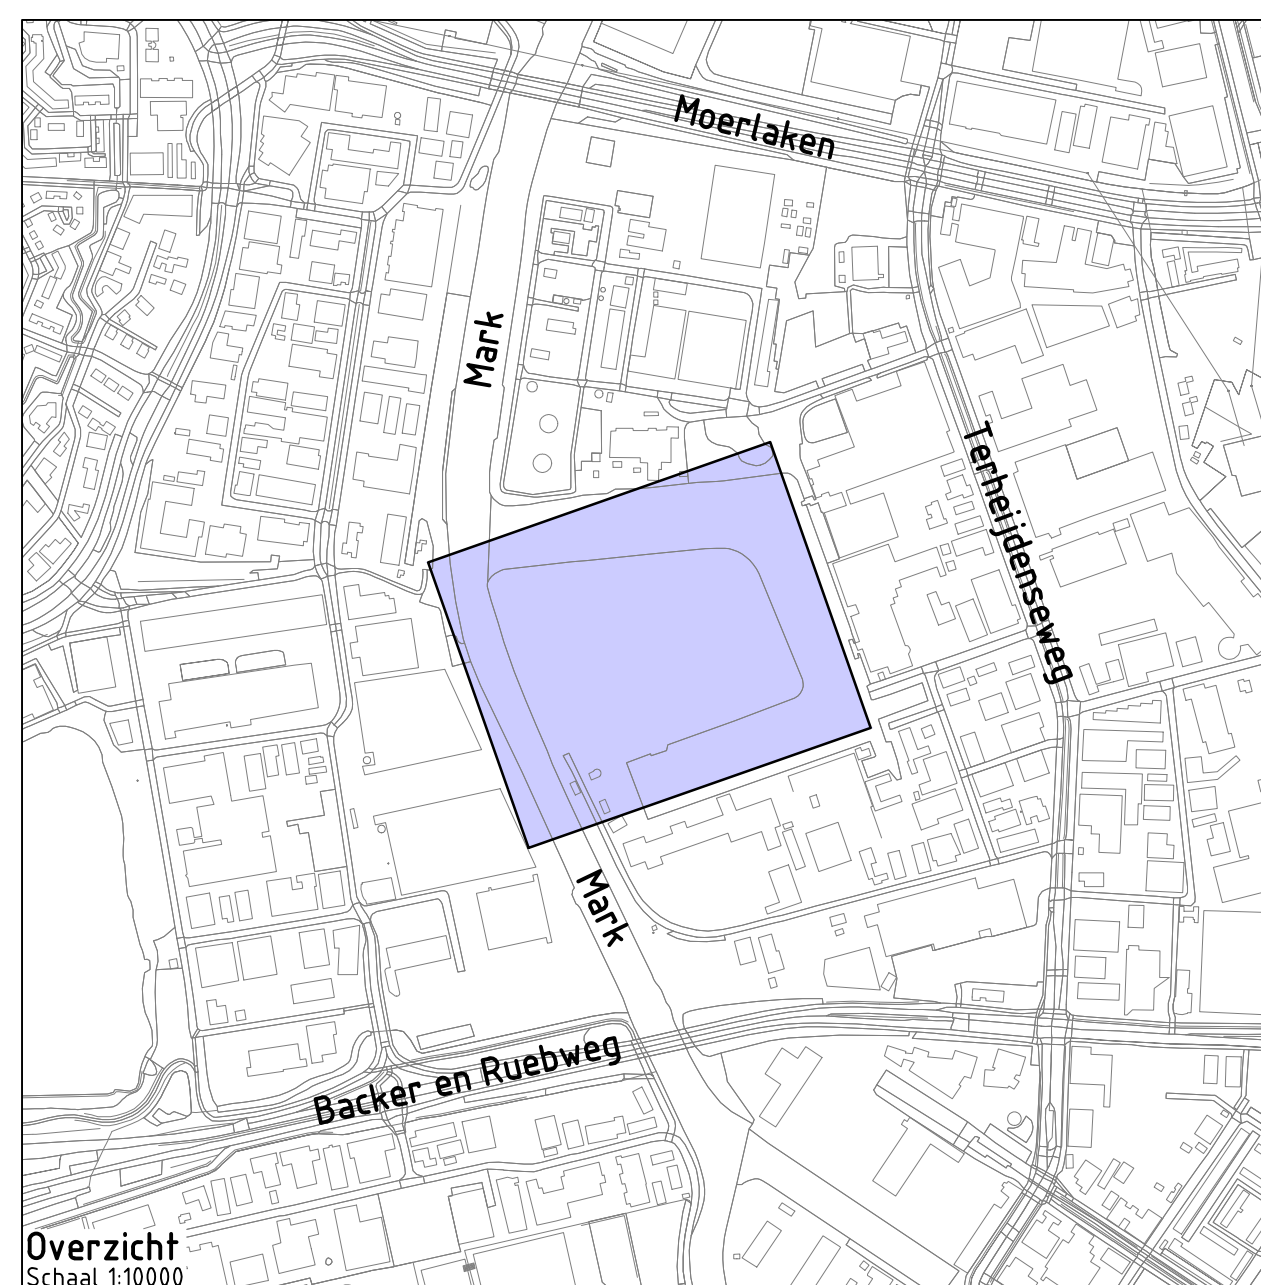 Moerlaken
Mark
Terheijdenseweg
Mark
Backer en Ruebweg
Overzicht
Schaal 1:10000